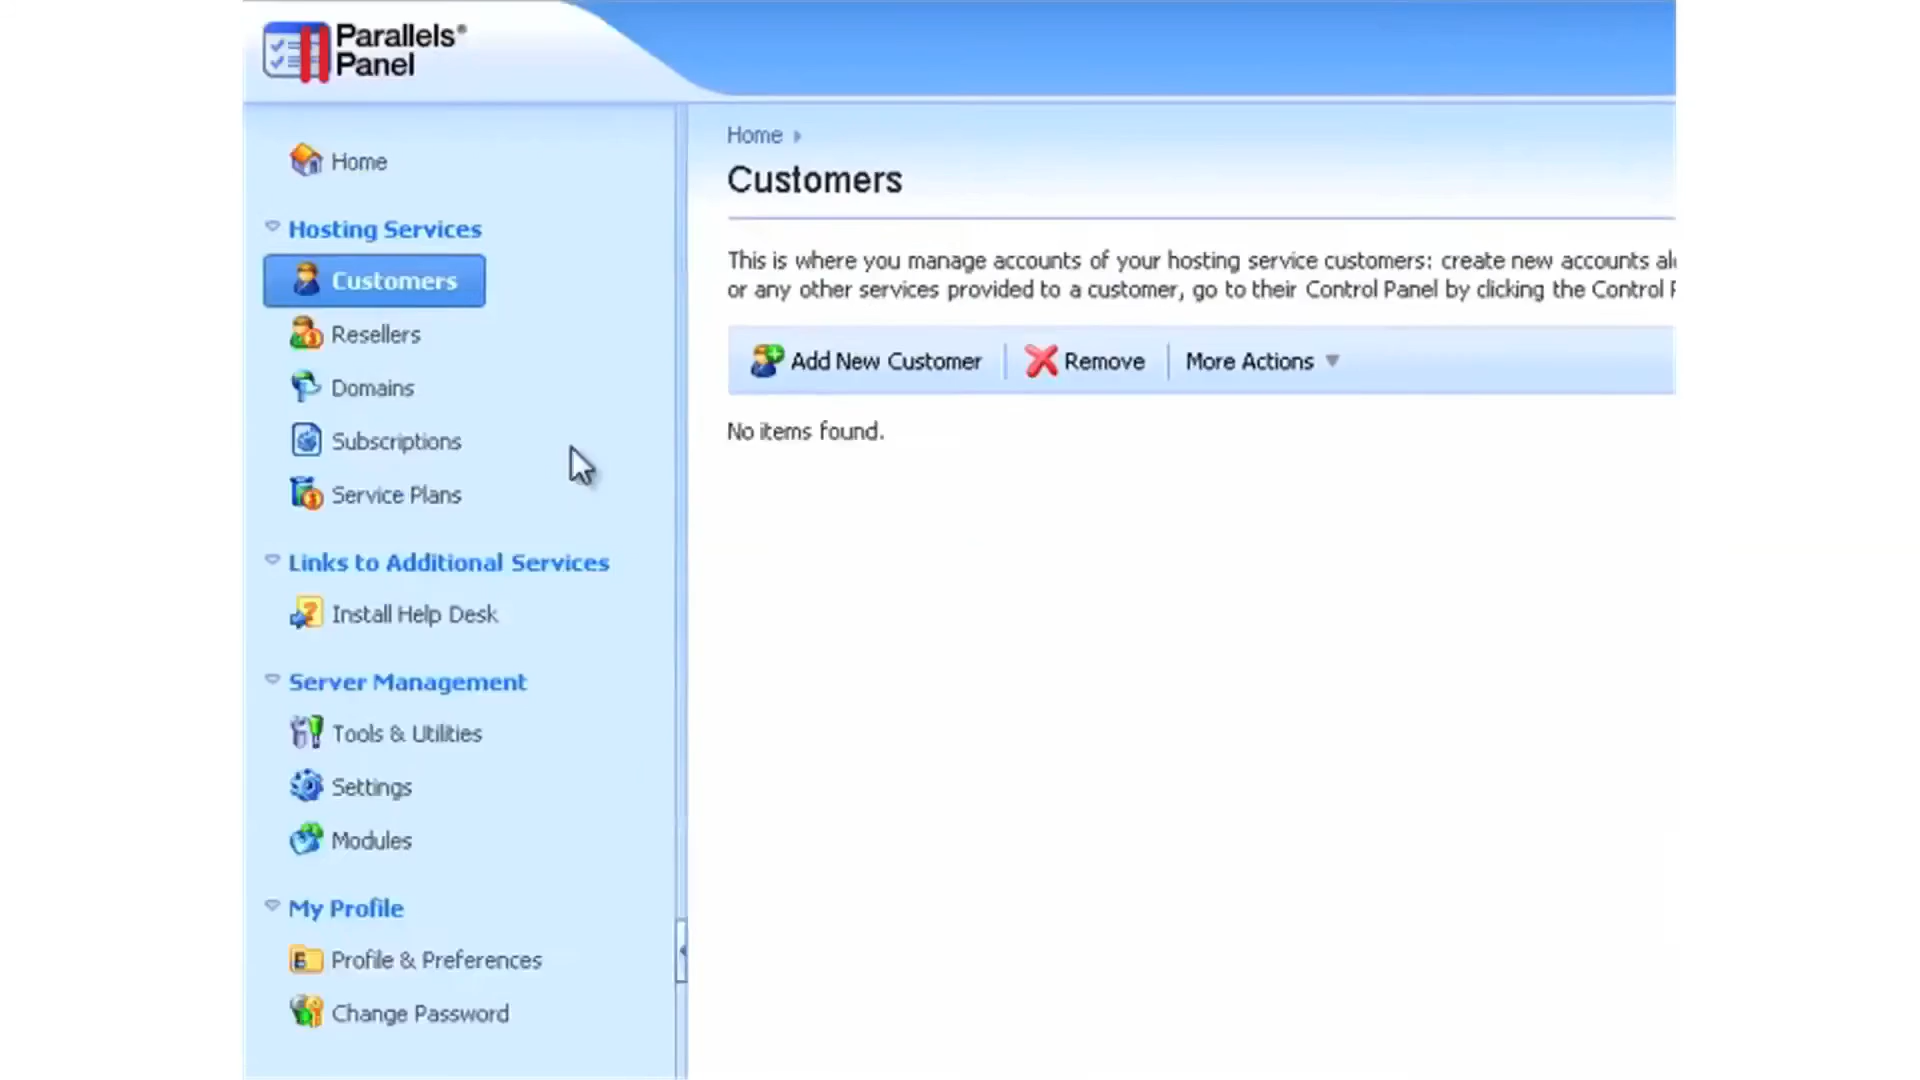 Parallels®
Panel
Home
Hosting Services
Customers
Resellers
Domains
Subscriptions
Service Plans
Links to Additional Services
Install Help Desk
Server Management
Tools & Utilities
Settings
Modules
My Profile
Profile & Preferences
Change Password
Home
Customers
This is where you manage accounts of your hosting service customers: create new accounts
or any other services provided to a customer, go to their Control Panel by clicking the Control
Add New Customer
Remove
More Actions
No items found.